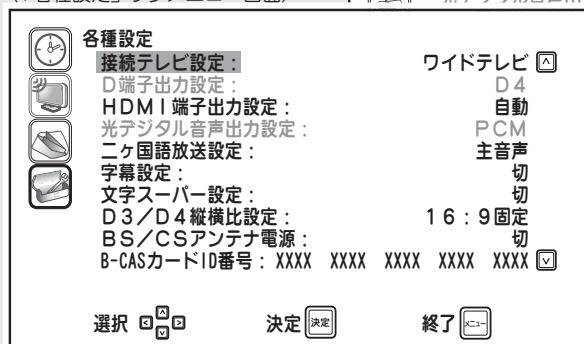 各種設定
接続テレビ設定： ワイドテレビ
D端子出力設定： D4
HDMI端子出力設定： 自動
光デジタル音声出力設定： PCM
二ヶ国語放送設定： 主音声
字幕設定： 切
文字スーパー設定： 切
D3／D4縦横比設定： 16：9固定
BS／CSアンテナ電源： 切
B-CASカードID番号： XXXX XXXX XXXX XXXX XXXX
選択 決定 決定 終了 メニュー